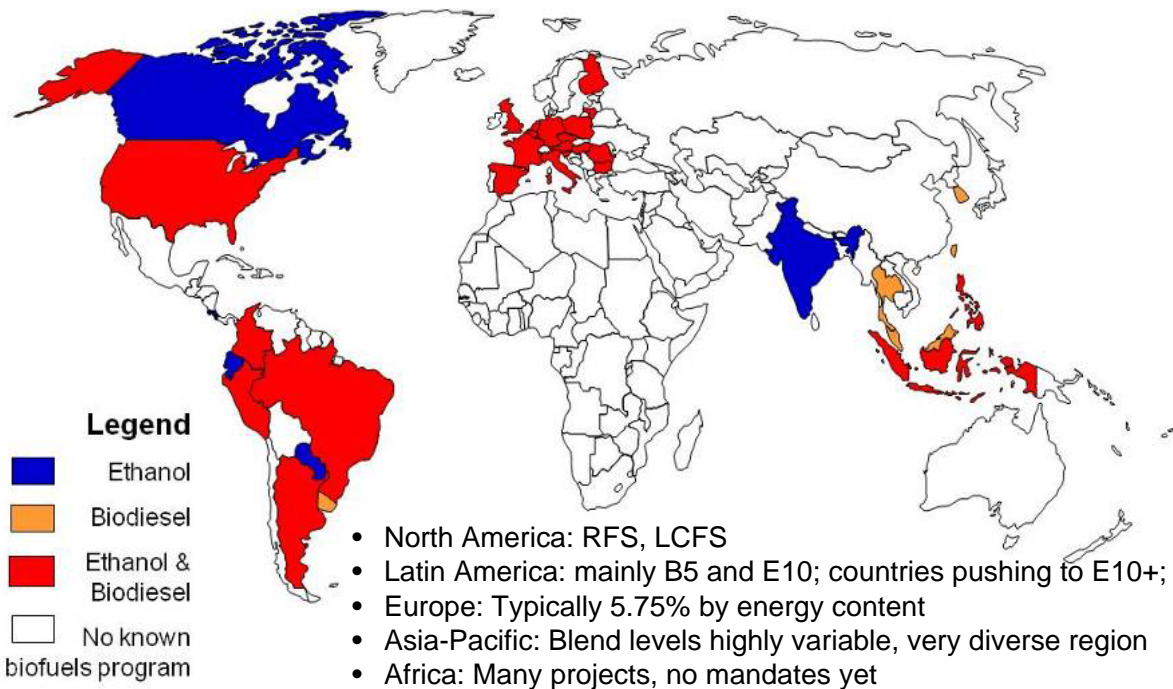 Legend
Ethanol
Biodiesel
Ethanol &
Biodiesel
No known
biofuels program
• North America: RFS, LCFS
• Latin America: mainly B5 and E10; countries pushing to E10+;
• Europe: Typically 5.75% by energy content
• Asia-Pacific: Blend levels highly variable, very diverse region
• Africa: Many projects, no mandates yet